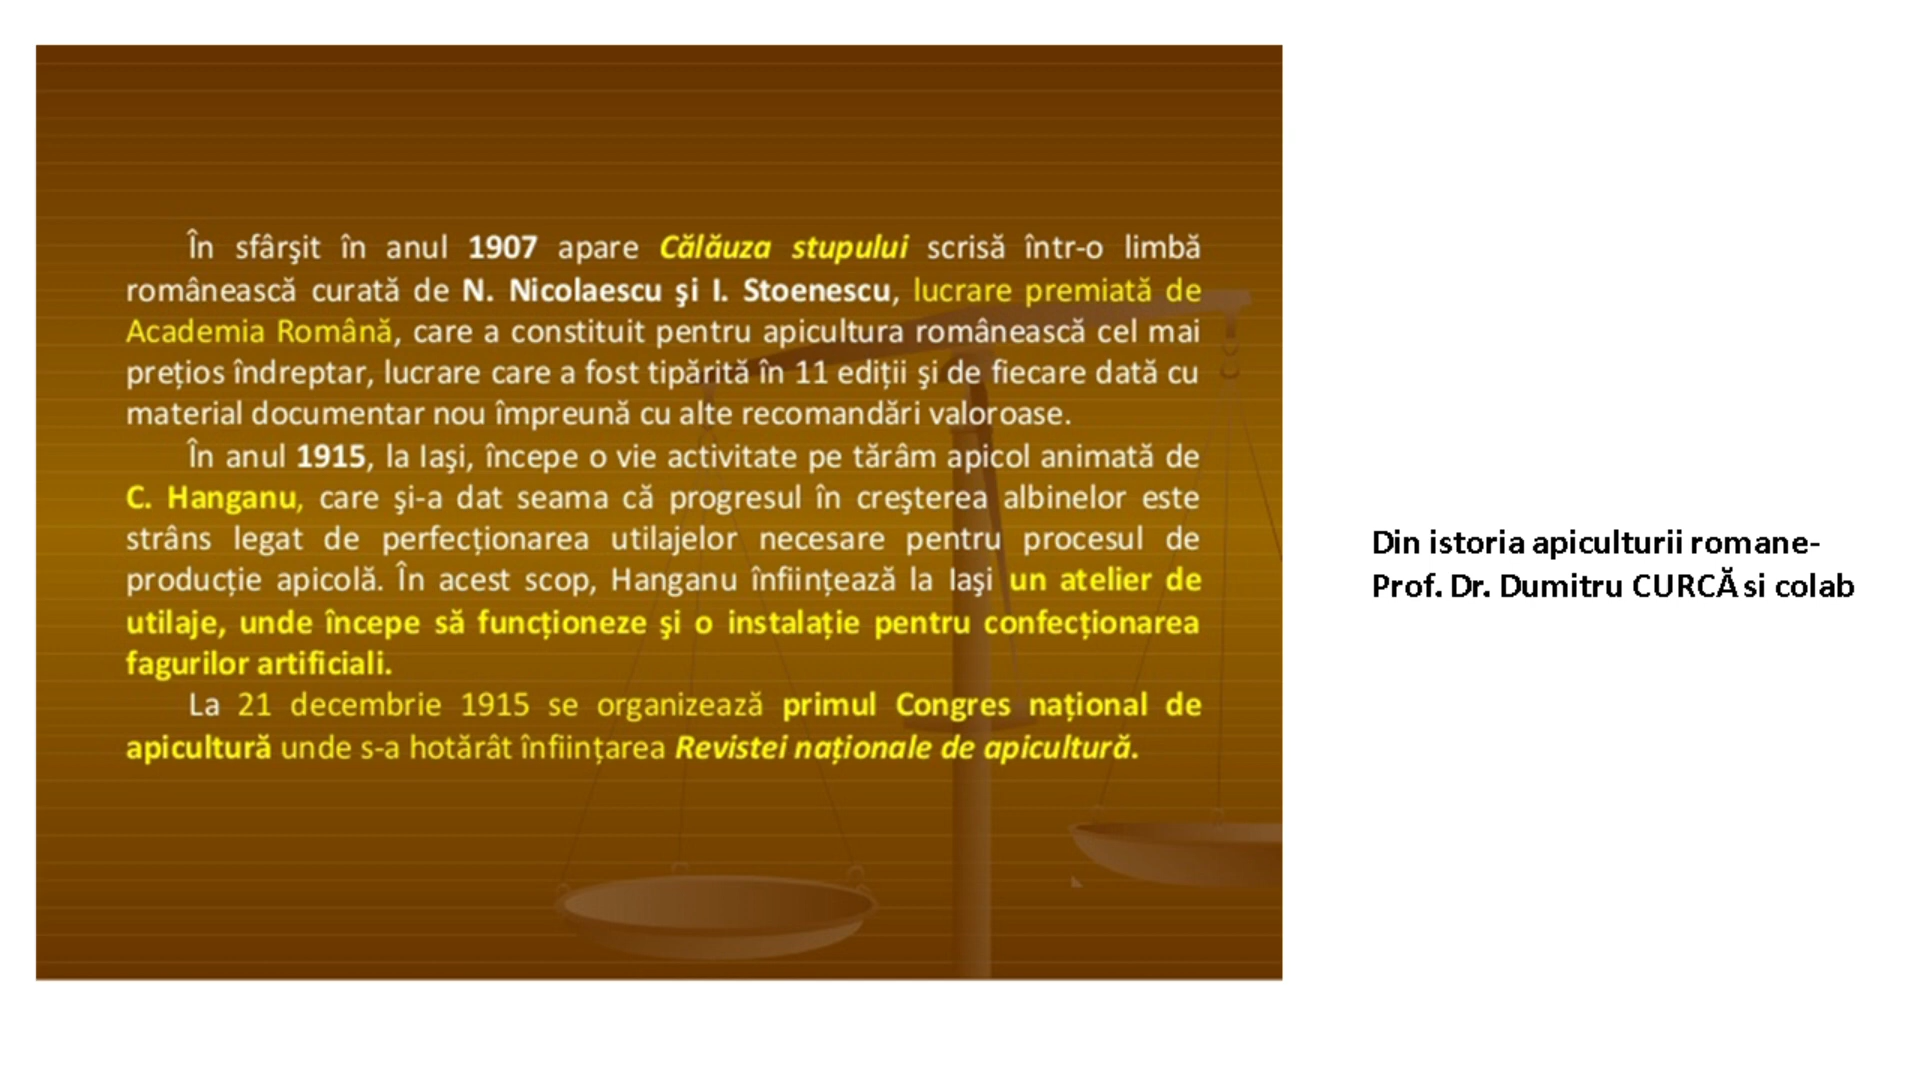 În sfârşit în anul 1907 apare Călăuza stupului scrisă într-o limbă
românească curată de N. Nicolaescu şi I. Stoenescu, lucrare premiată de
Academia Română, care a constituit pentru apicultura românească cel mai
prețios îndreptar, lucrare care a fost tipărită în 11 ediții şi de fiecare dată cu
material documentar nou împreună cu alte recomandări valoroase.
În anul 1915, la Iaşi, începe o vie activitate pe tărâm apicol animată de
C. Hanganu, care şi-a dat seama că progresul în creşterea albinelor este
strâns legat de perfecționarea utilajelor necesare pentru procesul de
producție apicolă. În acest scop, Hanganu înființează la Iaşi un atelier de
utilaje, unde începe să funcționeze şi o instalație pentru confecționarea
fagurilor artificiali.
La 21 decembrie 1915 se organizează primul Congres național de
apicultură unde s-a hotărât înființarea Revistei naționale de apicultură.
Din istoria apiculturii romane-
Prof. Dr. Dumitru CURCĂ si colab